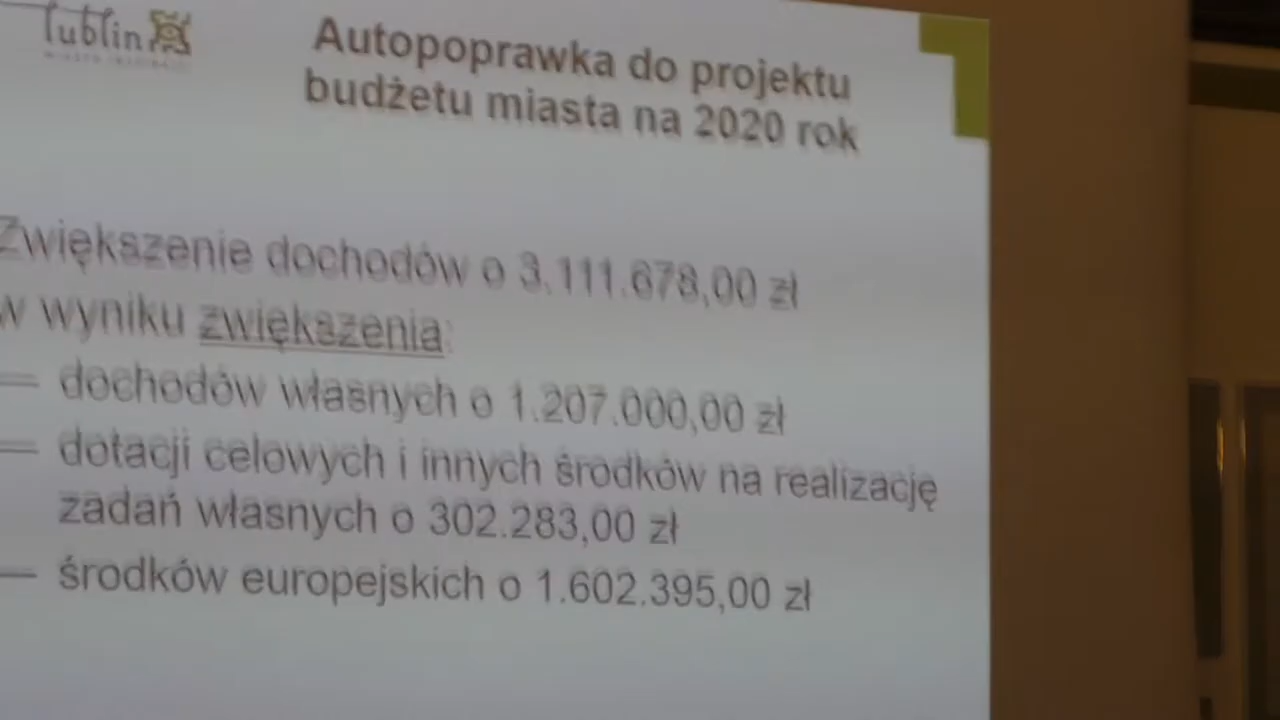 lublin
Autopoprawka do projektu
budżetu miasta na 2020 rok
Zwiększenie dochodów o 3.111.678,00 zł
w wyniku zwiększenia:
— dochodów własnych o 1.207.000,00 zł
— dotacji celowych i innych środków na realizację
zadań własnych o 302.283,00 zł
— środków europejskich o 1.602.395,00 zł